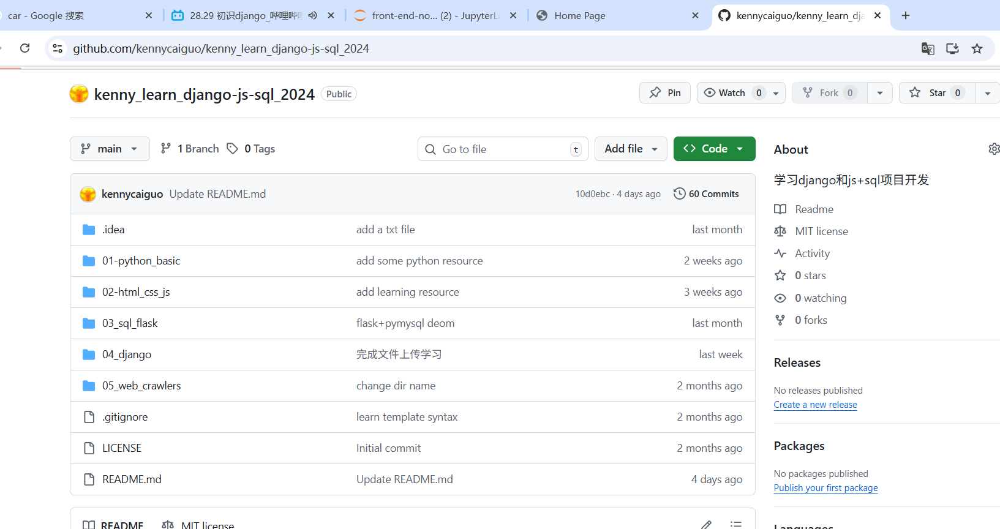 car - Google 搜索
28.29 初识django_哔哩哔哩
front-end-no... (2) - JupyterLa
Home Page
kennycaiguo/kenny_learn_dja
github.com/kennycaiguo/kenny_learn_django-js-sql_2024
kenny_learn_django-js-sql_2024 Public
Pin
Watch 0
Fork 0
Star 0
main
1 Branch
0 Tags
Go to file t
Add file
Code
About
学习django和js+sql项目开发
kennycaiguo Update README.md 10d0ebc · 4 days ago 60 Commits
.idea add a txt file last month
01-python_basic add some python resource 2 weeks ago
02-html_css_js add learning resource 3 weeks ago
03_sql_flask flask+pymysql deom last month
04_django 完成文件上传学习 last week
05_web_crawlers change dir name 2 months ago
.gitignore learn template syntax 2 months ago
LICENSE Initial commit 2 months ago
README.md Update README.md 4 days ago
README MIT license
Readme
MIT license
Activity
0 stars
0 watching
0 forks
Releases
No releases published
Create a new release
Packages
No packages published
Publish your first package
Languages